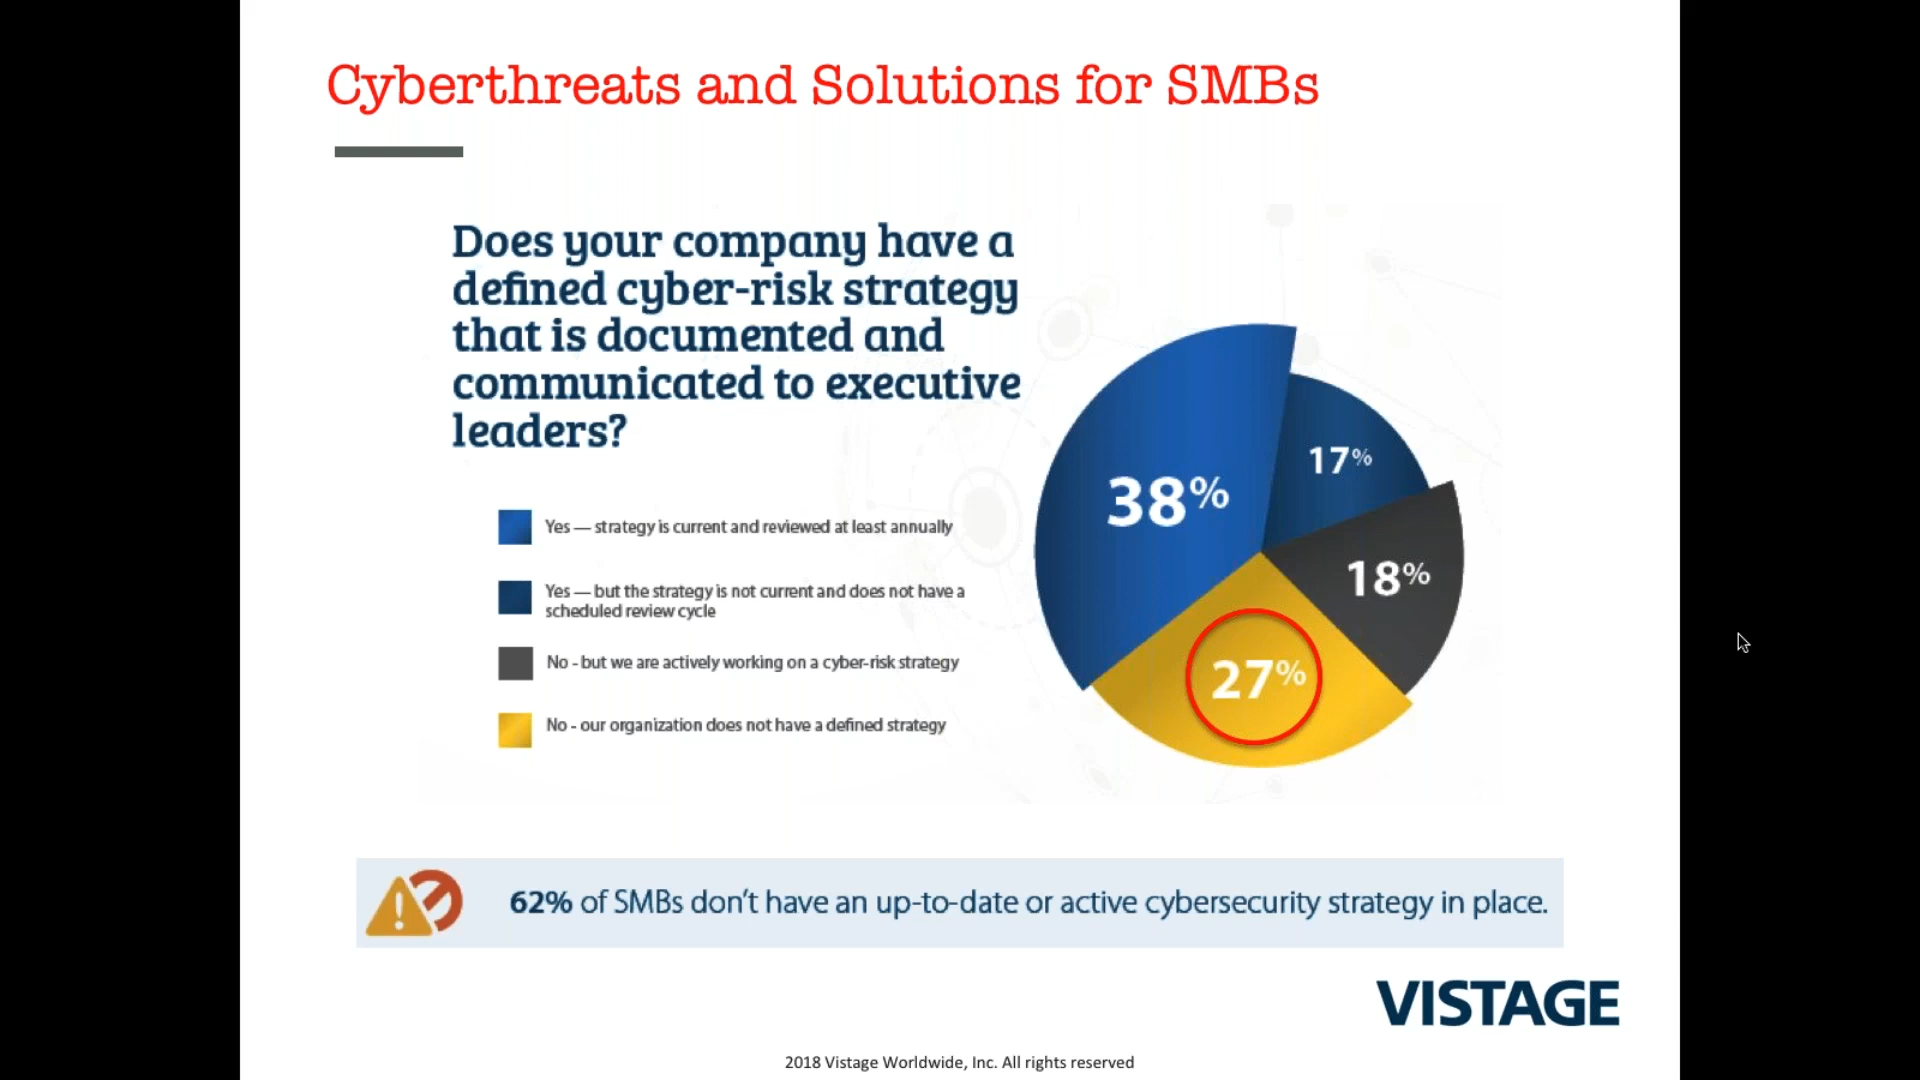 Cyberthreats and Solutions for SMBs
Does your company have a
defined cyber-risk strategy
that is documented and
communicated to executive
leaders?
Yes — strategy is current and reviewed at least annually
Yes — but the strategy is not current and does not have a
scheduled review cycle
No - but we are actively working on a cyber-risk strategy
No - our organization does not have a defined strategy
38%
17%
18%
27%
62% of SMBs don't have an up-to-date or active cybersecurity strategy in place.
VISTAGE
2018 Vistage Worldwide, Inc. All rights reserved